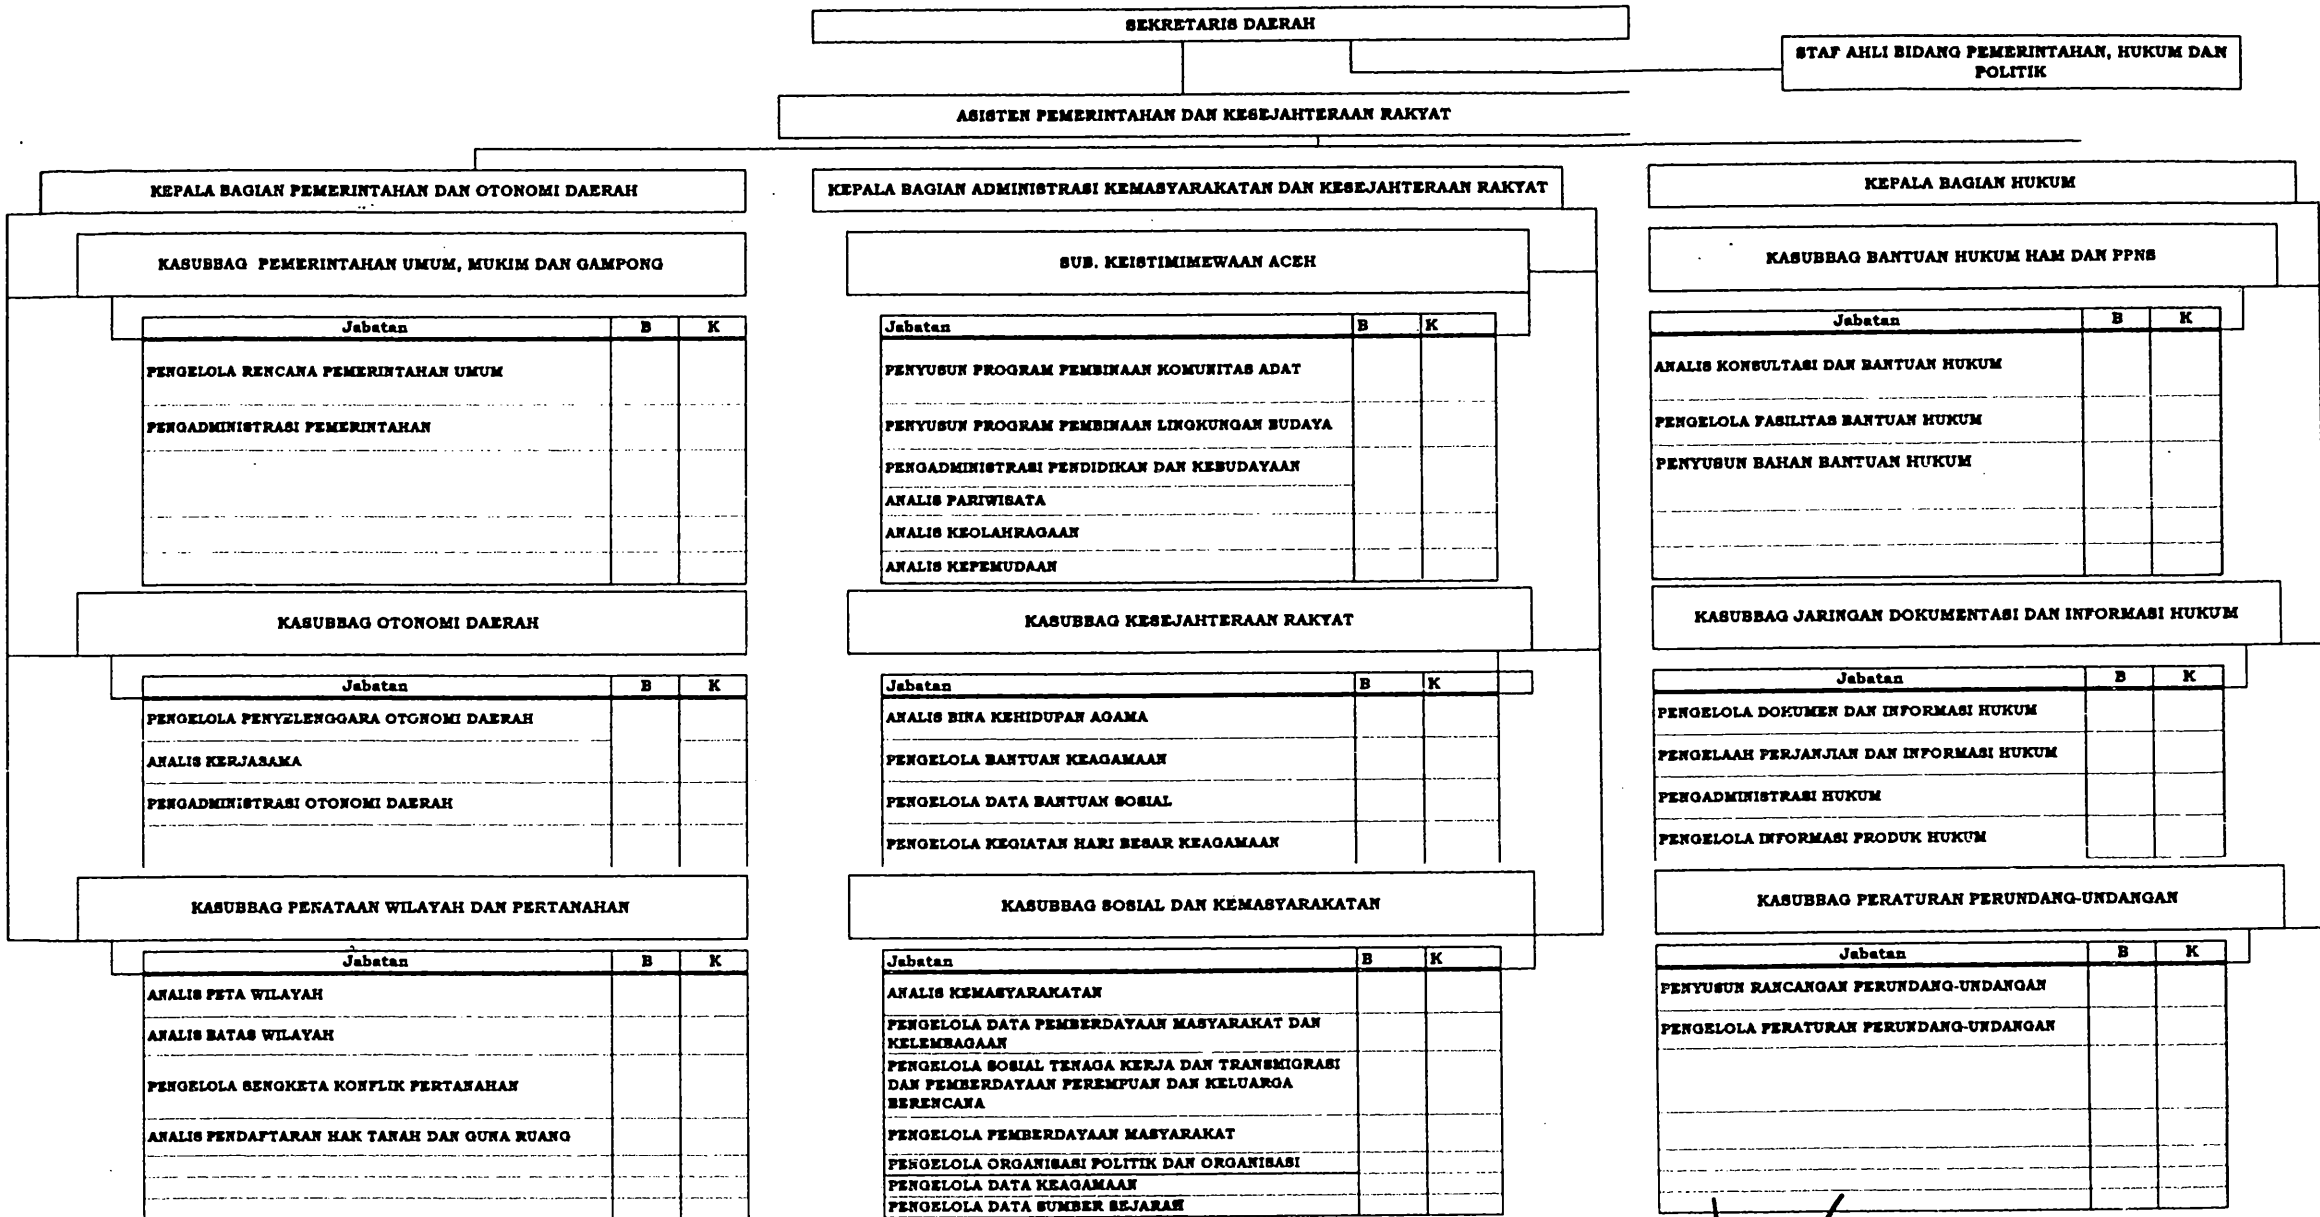 SEKRETARIS DAERAH
STAF AHLI BIDANG PEMERINTAHAN, HUKUM DAN
POLITIK
ASISTEN PEMERINTAHAN DAN KESEJAHTERAAN RAKYAT
KEPALA BAGIAN PEMERINTAHAN DAN OTONOMI DAERAH
KASUBBAG PEMERINTAHAN UMUM, MUKIM DAN GAMPONG
Jabatan B K
PENGELOLA RENCANA PEMERINTAHAN UMUM
PENGADMINISTRASI PEMERINTAHAN
KASUBBAG OTONOMI DAERAH
Jabatan B K
PENGELOLA PENYELENGGARA OTONOMI DAERAH
ANALIS KERJASAMA
PENGADMINISTRASI OTONOMI DAERAH
KASUBBAG PENATAAN WILAYAH DAN PERTANAHAN
Jabatan B K
ANALIS PETA WILAYAH
ANALIS BATAS WILAYAH
PENGELOLA SENGKETA KONFLIK PERTANAHAN
ANALIS PENDAFTARAN HAK TANAH DAN GUNA RUANG
KEPALA BAGIAN ADMINISTRASI KEMASYARAKATAN DAN KESEJAHTERAAN RAKYAT
SUB. KEISTIMIMEWAAN ACEH
Jabatan B K
PENYUSUN PROGRAM PEMBINAAN KOMUNITAS ADAT
PENYUSUN PROGRAM PEMBINAAN LINGKUNGAN BUDAYA
PENGADMINISTRASI PENDIDIKAN DAN KEBUDAYAAN
ANALIS PARIWISATA
ANALIS KEOLAHRAGAAN
ANALIS KEPEMUDAAN
KASUBBAG KESEJAHTERAAN RAKYAT
Jabatan B K
ANALIS BINA KEHIDUPAN AGAMA
PENGELOLA BANTUAN KEAGAMAAN
PENGELOLA DATA BANTUAN SOSIAL
PENGELOLA KEGIATAN HARI BESAR KEAGAMAAN
KASUBBAG SOSIAL DAN KEMASYARAKATAN
Jabatan B K
ANALIS KEMASYARAKATAN
PENGELOLA DATA PEMBERDAYAAN MASYARAKAT DAN
KELEMBAGAAN
PENGELOLA SOSIAL TENAGA KERJA DAN TRANSMIGRASI
DAN PEMBERDAYAAN PEREMPUAN DAN KELUARGA
BERENCANA
PENGELOLA PEMBERDAYAAN MASYARAKAT
PENGELOLA ORGANISASI POLITIK DAN ORGANISASI
PENGELOLA DATA KEAGAMAAN
PENGELOLA DATA SUMBER SEJARAH
KEPALA BAGIAN HUKUM
KASUBBAG BANTUAN HUKUM HAM DAN PPNS
Jabatan B K
ANALIS KONSULTASI DAN BANTUAN HUKUM
PENGELOLA FASILITAS BANTUAN HUKUM
PENYUSUN BAHAN BANTUAN HUKUM
KASUBBAG JARINGAN DOKUMENTASI DAN INFORMASI HUKUM
Jabatan B K
PENGELOLA DOKUMEN DAN INFORMASI HUKUM
PENGELAAH PERJANJIAN DAN INFORMASI HUKUM
PENGADMINISTRASI HUKUM
PENGELOLA INFORMASI PRODUK HUKUM
KASUBBAG PERATURAN PERUNDANG-UNDANGAN
Jabatan B K
PENYUSUN RANCANGAN PERUNDANG-UNDANGAN
PENGELOLA PERATURAN PERUNDANG-UNDANGAN